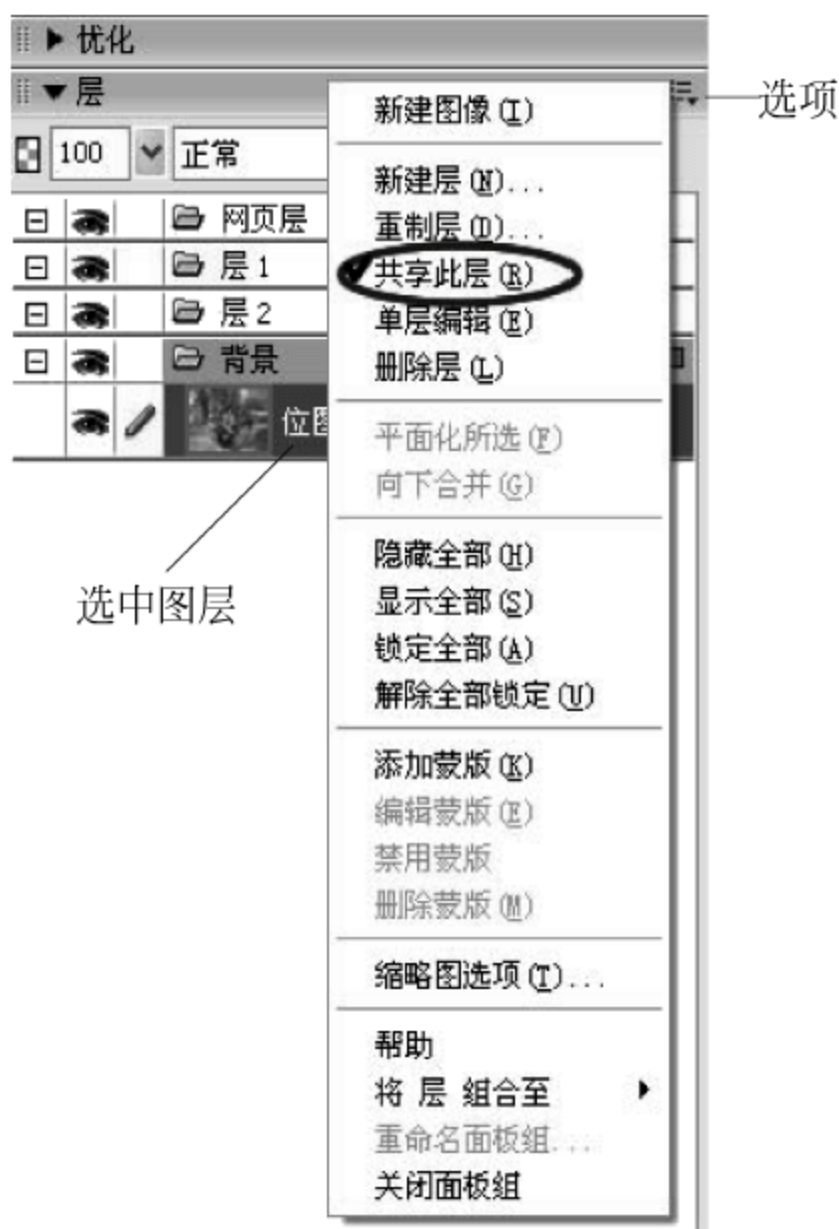 优化
层
选项
100
正常
网页层
层 1
层 2
背景
位图
选中图层
新建图像(I)
新建层(N)...
重制层(D)...
共享此层(R)
单层编辑(E)
删除层(L)
平面化所选(F)
向下合并(G)
隐藏全部(H)
显示全部(S)
锁定全部(A)
解除全部锁定(U)
添加蒙版(K)
编辑蒙版(E)
禁用蒙版
删除蒙版(M)
缩略图选项(T)...
帮助
将 层 组合至
重命名面板组...
关闭面板组